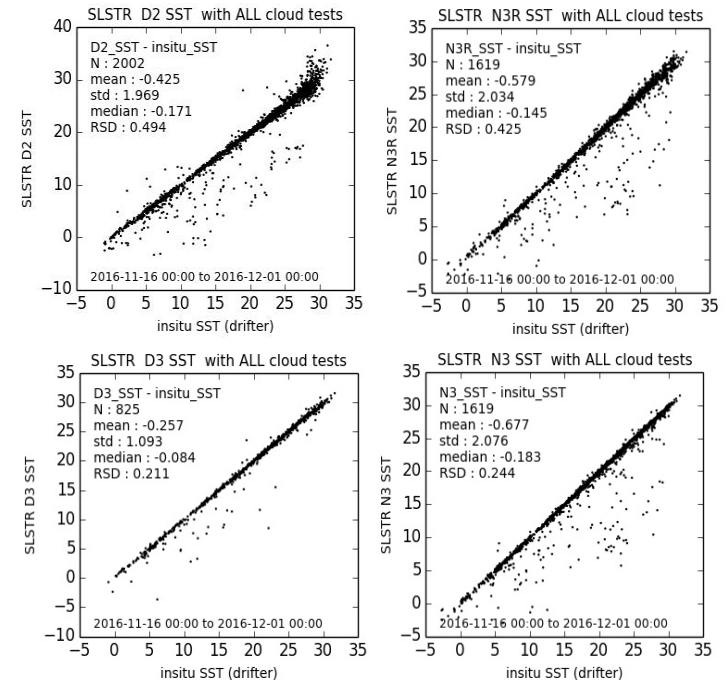 SLSTR D2 SST with ALL cloud tests
D2_SST - insitu_SST
N : 2002
mean : -0.425
std : 1.969
median : -0.171
RSD : 0.494
2016-11-16 00:00 to 2016-12-01 00:00
40
30
20
10
0
−10
−5 0 5 10 15 20 25 30 35
SLSTR D2 SST
insitu SST (drifter)
SLSTR N3R SST with ALL cloud tests
N3R_SST - insitu_SST
N : 1619
mean : -0.579
std : 2.034
median : -0.145
RSD : 0.425
2016-11-16 00:00 to 2016-12-01 00:00
35
30
25
20
15
10
5
0
−5
−5 0 5 10 15 20 25 30 35
SLSTR N3R SST
insitu SST (drifter)
SLSTR D3 SST with ALL cloud tests
D3_SST - insitu_SST
N : 825
mean : -0.257
std : 1.093
median : -0.084
RSD : 0.211
2016-11-16 00:00 to 2016-12-01 00:00
35
30
25
20
15
10
5
0
−5
−10
−5 0 5 10 15 20 25 30 35
SLSTR D3 SST
insitu SST (drifter)
SLSTR N3 SST with ALL cloud tests
N3_SST - insitu_SST
N : 1619
mean : -0.677
std : 2.076
median : -0.183
RSD : 0.244
2016-11-16 00:00 to 2016-12-01 00:00
35
30
25
20
15
10
5
0
−5
−5 0 5 10 15 20 25 30 35
SLSTR N3 SST
insitu SST (drifter)